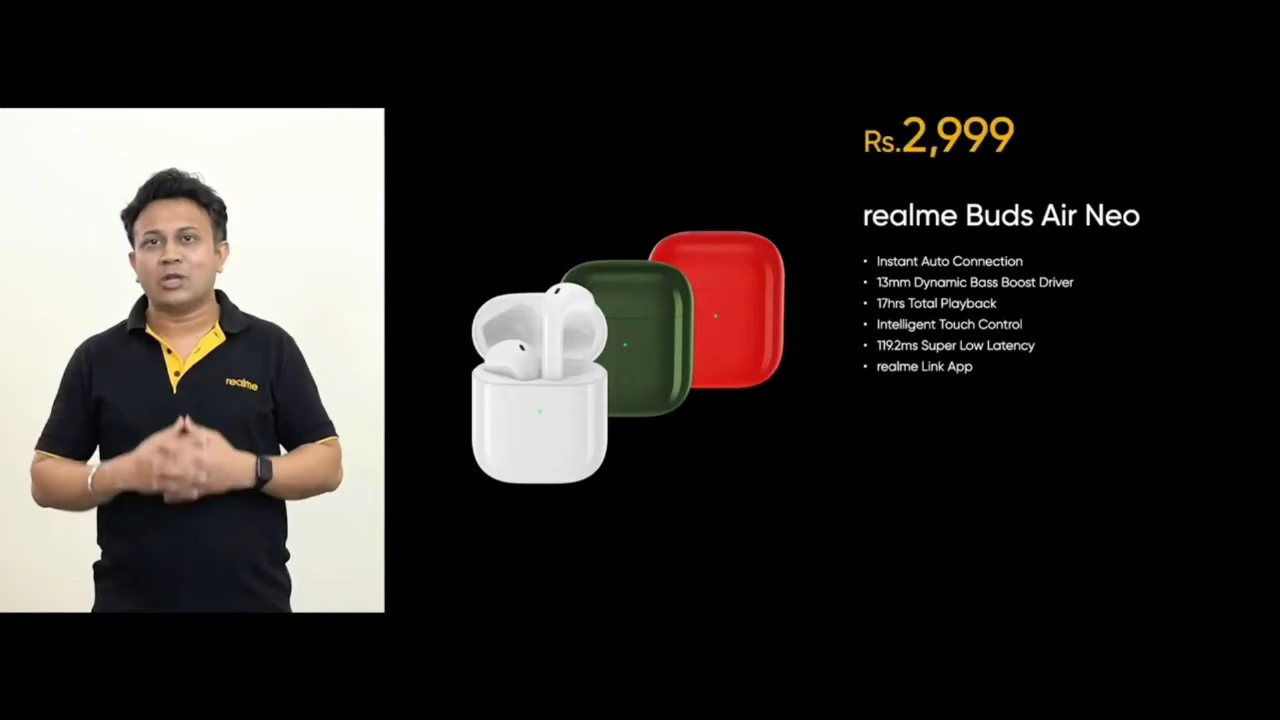 realme
Rs.2,999
realme Buds Air Neo
• Instant Auto Connection
• 13mm Dynamic Bass Boost Driver
• 17hrs Total Playback
• Intelligent Touch Control
• 119.2ms Super Low Latency
• realme Link App